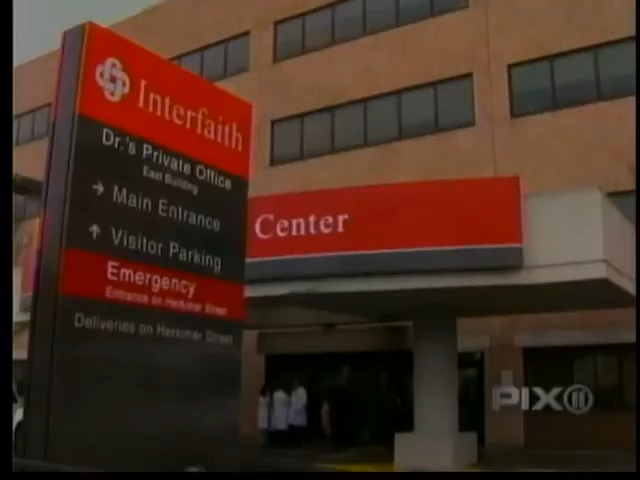 Interfaith
Dr.'s Private Office
East Building
Main Entrance
Visitor Parking
Emergency
Entrance on Herkimer Street
Deliveries on Herkimer Street
Center
PIX 11